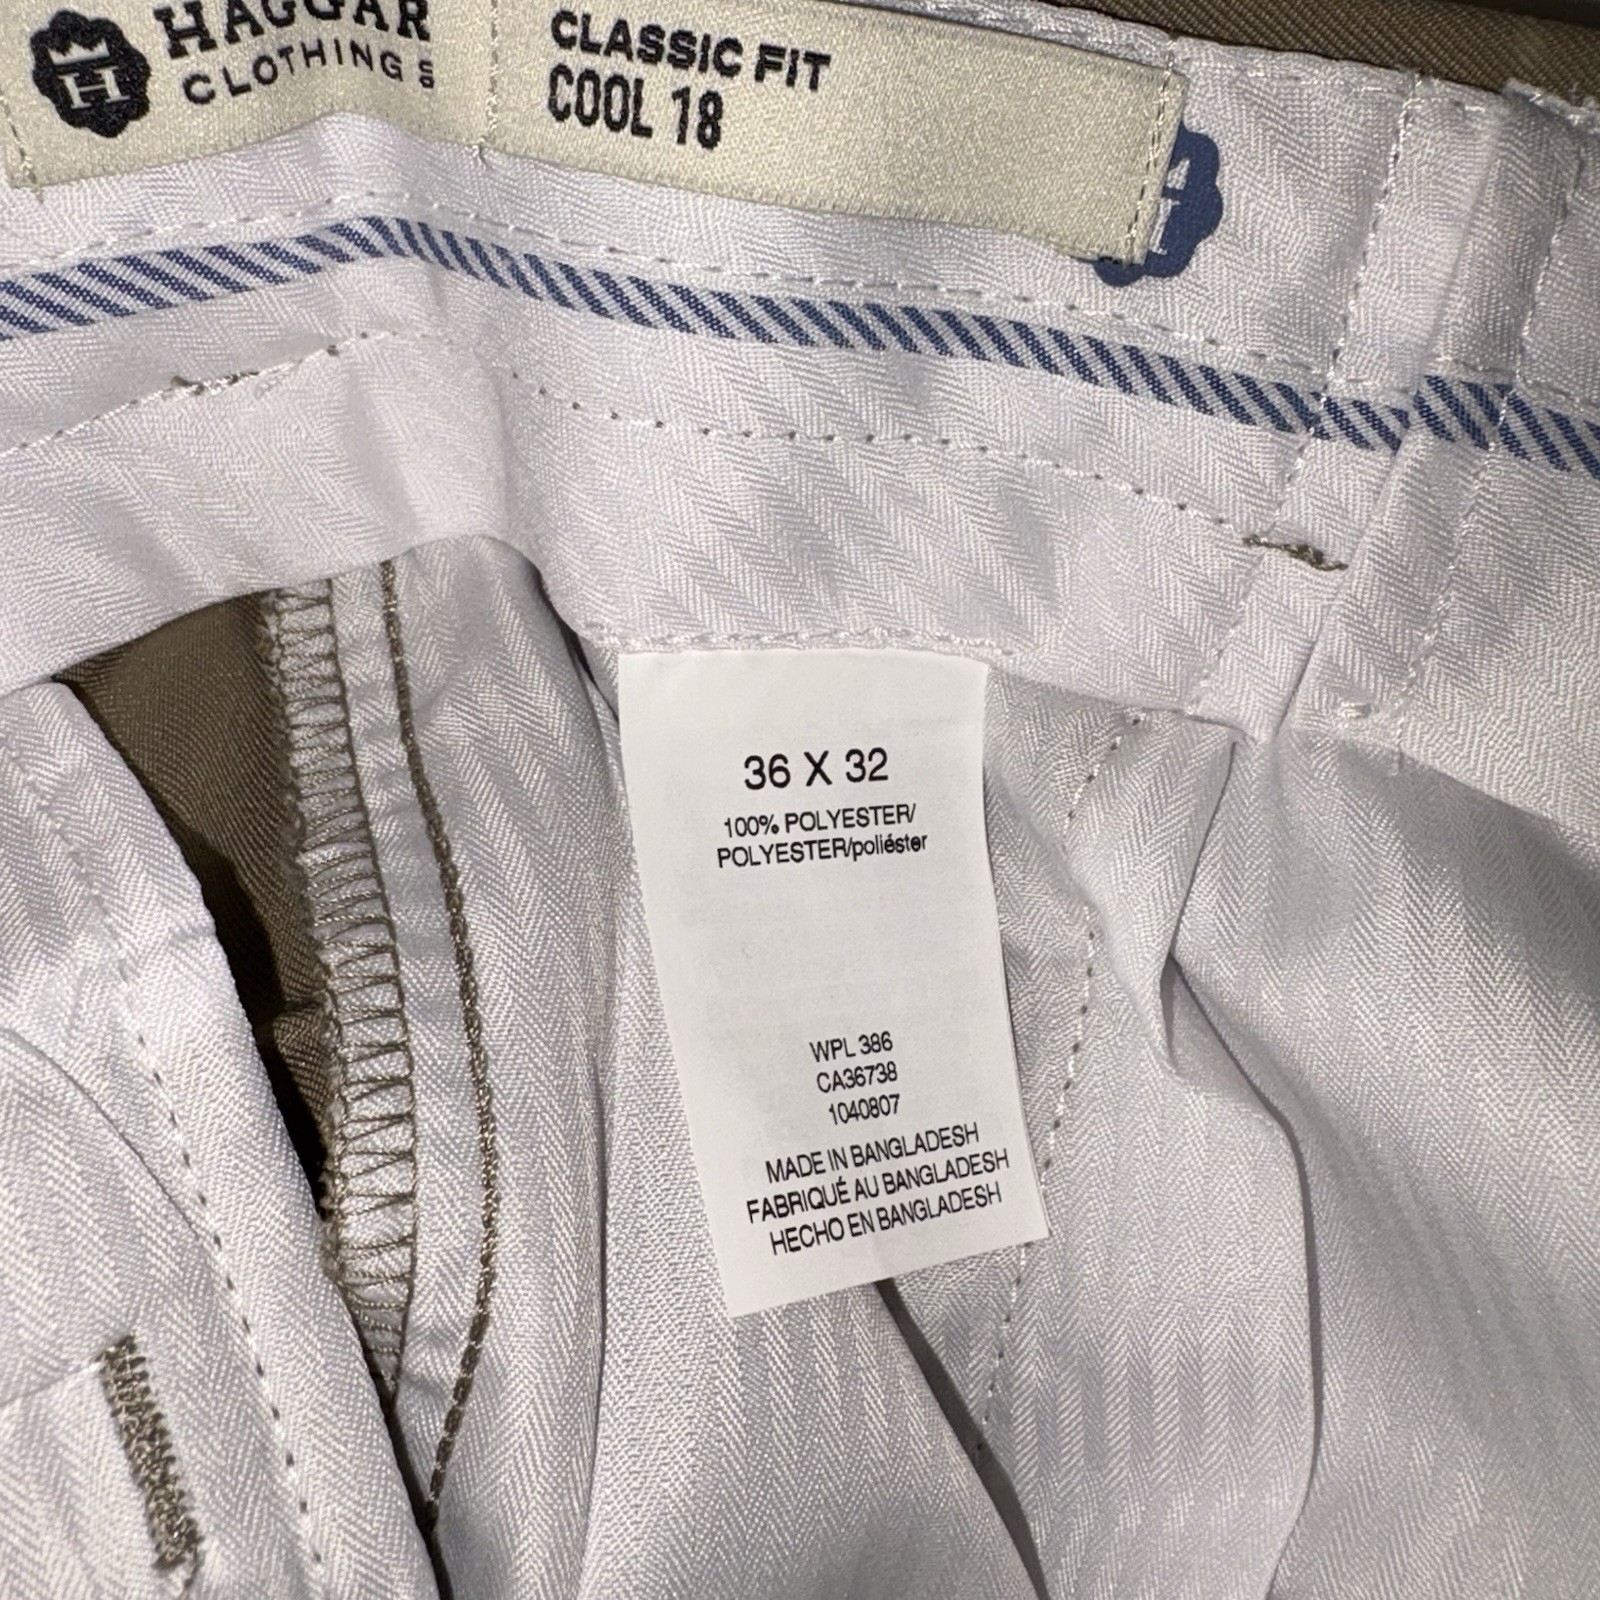 HAGGAR
CLOTHING
H
CLASSIC FIT
COOL 18
H
36 X 32
100% POLYESTER/
POLYESTER/poliéster
WPL 386
CA36738
1040807
MADE IN BANGLADESH
FABRIQUÉ AU BANGLADESH
HECHO EN BANGLADESH